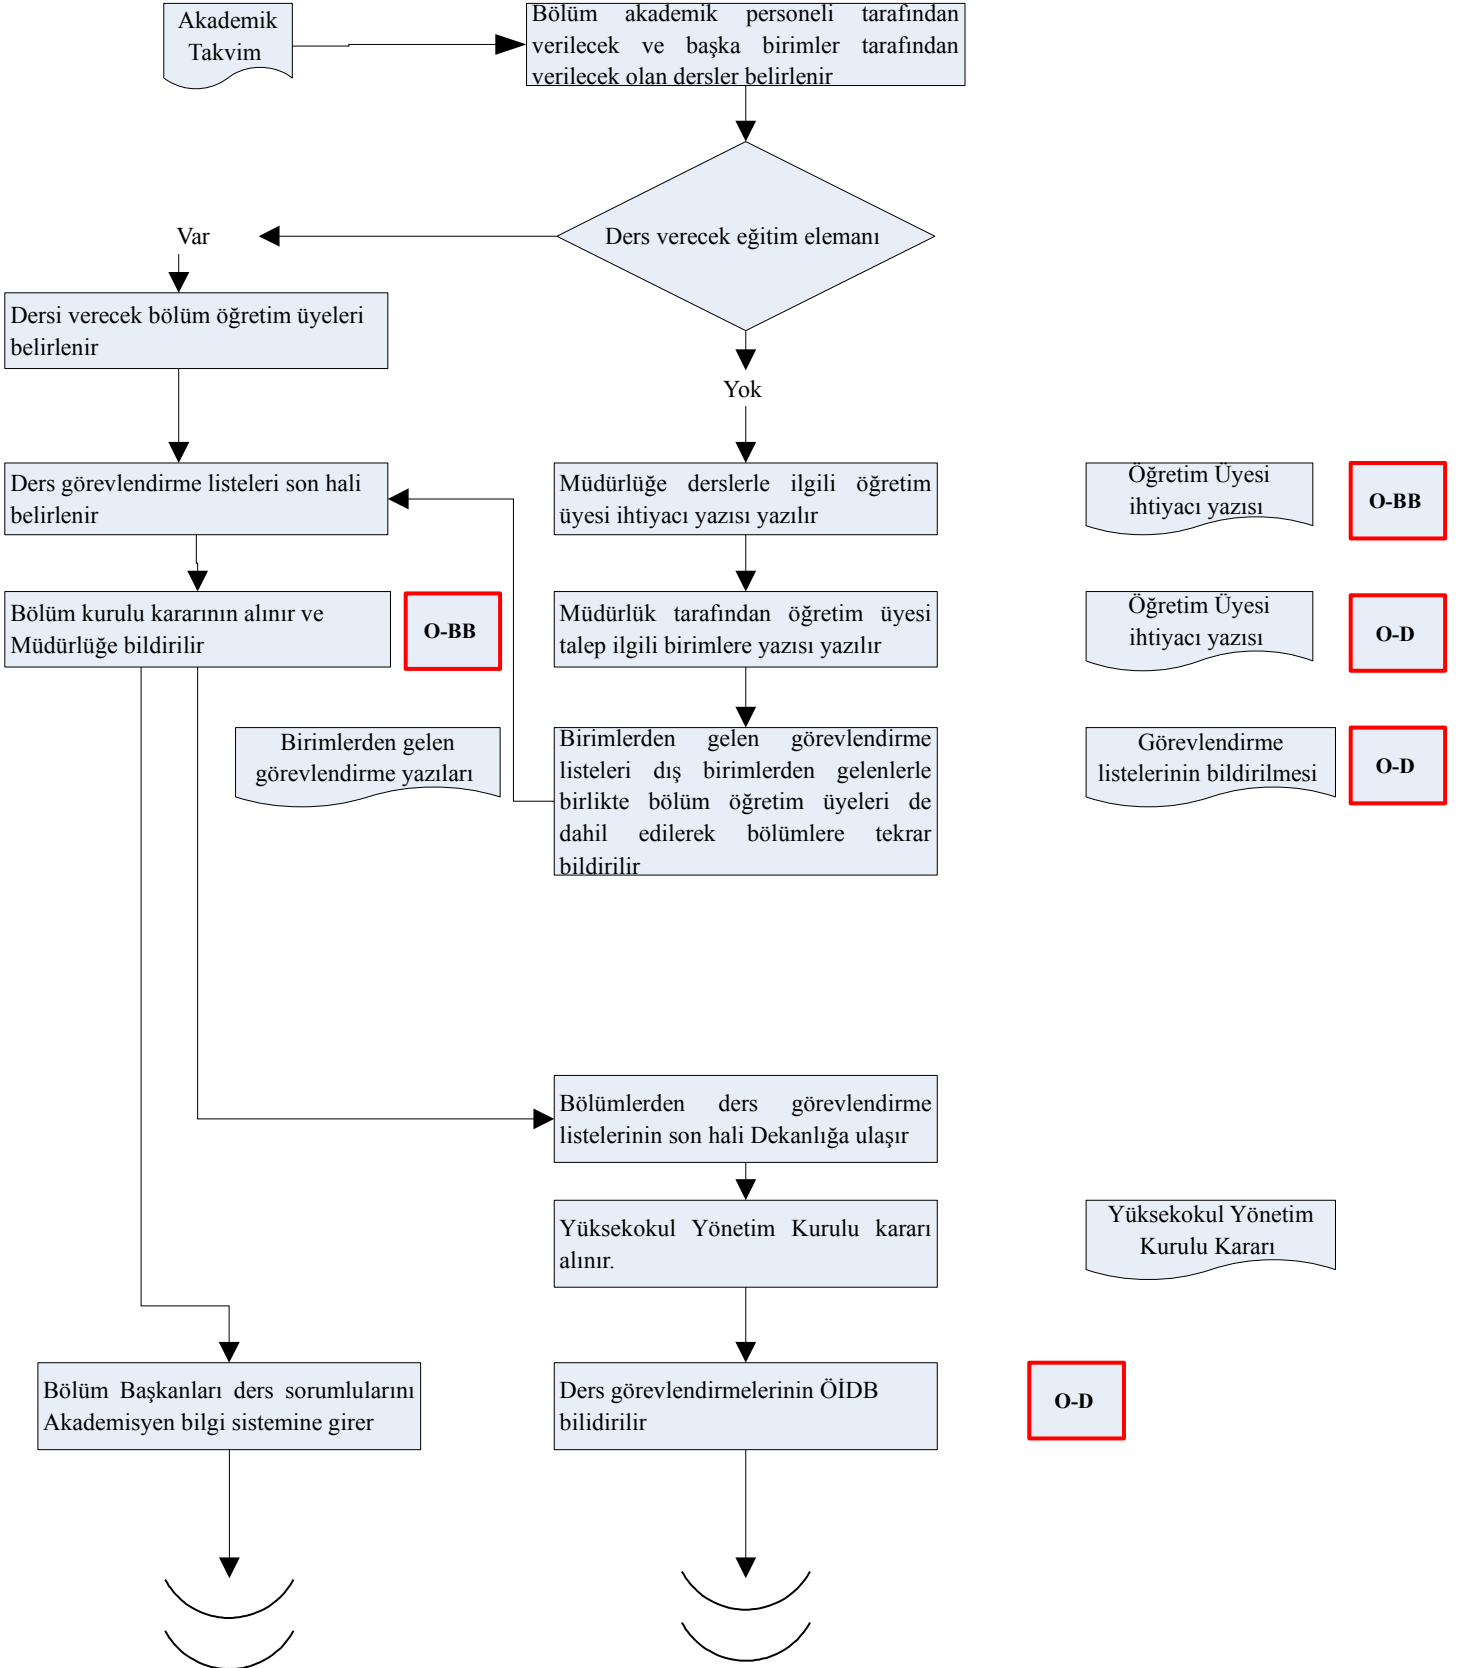 Akademik
Takvim
Bölüm akademik personeli tarafından
verilecek ve başka birimler tarafından
verilecek olan dersler belirlenir
Ders verecek eğitim elemanı
Var
Dersi verecek bölüm öğretim üyeleri
belirlenir
Yok
Ders görevlendirme listeleri son hali
belirlenir
Müdürlüğe derslerle ilgili öğretim
üyesi ihtiyacı yazısı yazılır
Öğretim Üyesi
ihtiyacı yazısı
O-BB
Bölüm kurulu kararının alınır ve
Müdürlüğe bildirilir
O-BB
Müdürlük tarafından öğretim üyesi
talep ilgili birimlere yazısı yazılır
Öğretim Üyesi
ihtiyacı yazısı
O-D
Birimlerden gelen
görevlendirme yazıları
Birimlerden gelen görevlendirme
listeleri dış birimlerden gelenlerle
birlikte bölüm öğretim üyeleri de
dahil edilerek bölümlere tekrar
bildirilir
Görevlendirme
listelerinin bildirilmesi
O-D
Bölümlerden ders görevlendirme
listelerinin son hali Dekanlığa ulaşır
Yüksekokul Yönetim Kurulu kararı
alınır.
Yüksekokul Yönetim
Kurulu Kararı
Bölüm Başkanları ders sorumlularını
Akademisyen bilgi sistemine girer
Ders görevlendirmelerinin ÖİDB
bilidirilir
O-D